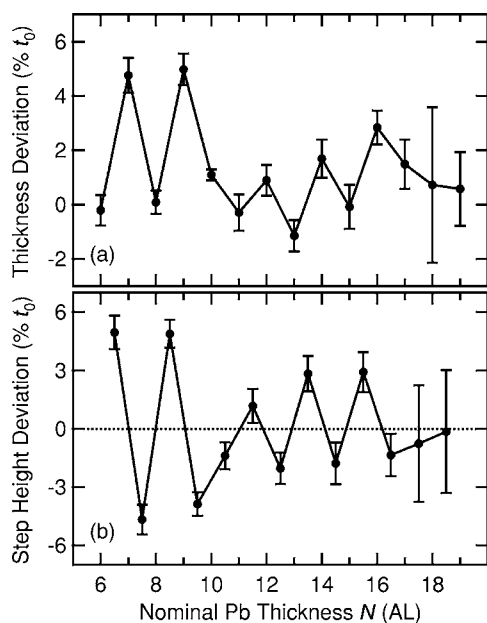 Thickness Deviation (% t0)
6
4
2
0
-2
(a)
Step Height Deviation (% t0)
6
3
0
-3
-6
(b)
6 8 10 12 14 16 18
Nominal Pb Thickness N (AL)